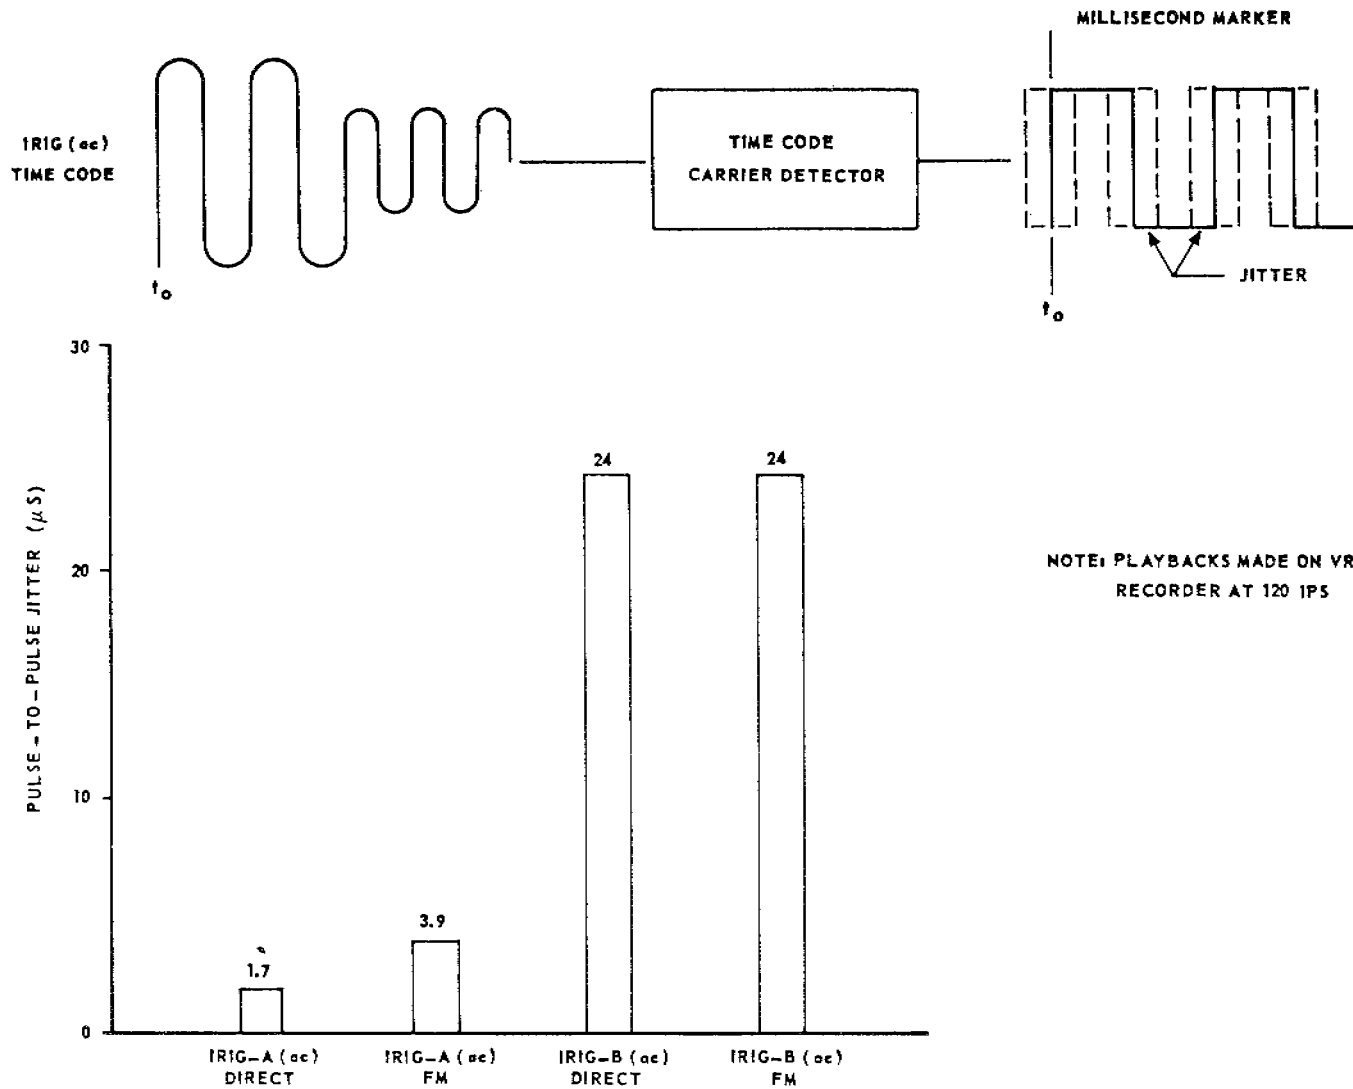 MILLISECOND MARKER
IRIG (ac)
TIME CODE
TIME CODE
CARRIER DETECTOR
JITTER
to
to
30
20
10
0
PULSE-TO-PULSE JITTER (μS)
24
24
3.9
1.7
NOTE: PLAYBACKS MADE ON VR
RECORDER AT 120 IPS
IRIG-A (ac)
DIRECT
IRIG-A (ac)
FM
IRIG-B (ac)
DIRECT
IRIG-B (ac)
FM